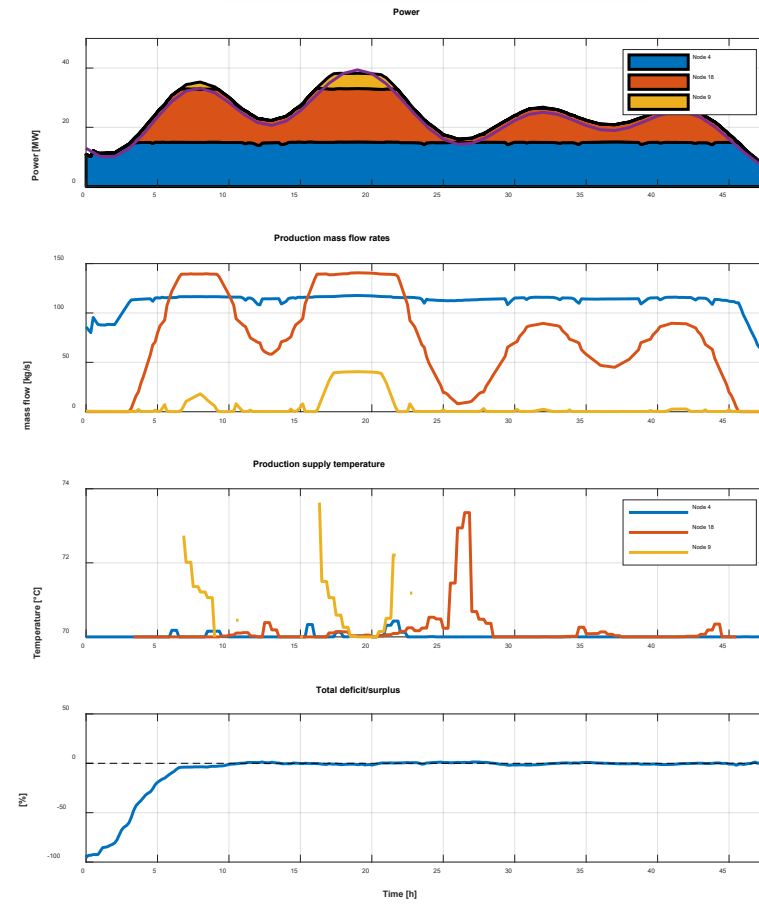 Power
40
20
0
Power [MW]
Node 4
Node 18
Node 9
0 5 10 15 20 25 30 35 40 45
Production mass flow rates
150
100
50
0
mass flow [kg/s]
0 5 10 15 20 25 30 35 40 45
Production supply temperature
74
72
70
Temperature [°C]
Node 4
Node 18
Node 9
0 5 10 15 20 25 30 35 40 45
Total deficit/surplus
50
0
-50
-100
[%]
0 5 10 15 20 25 30 35 40 45
Time [h]